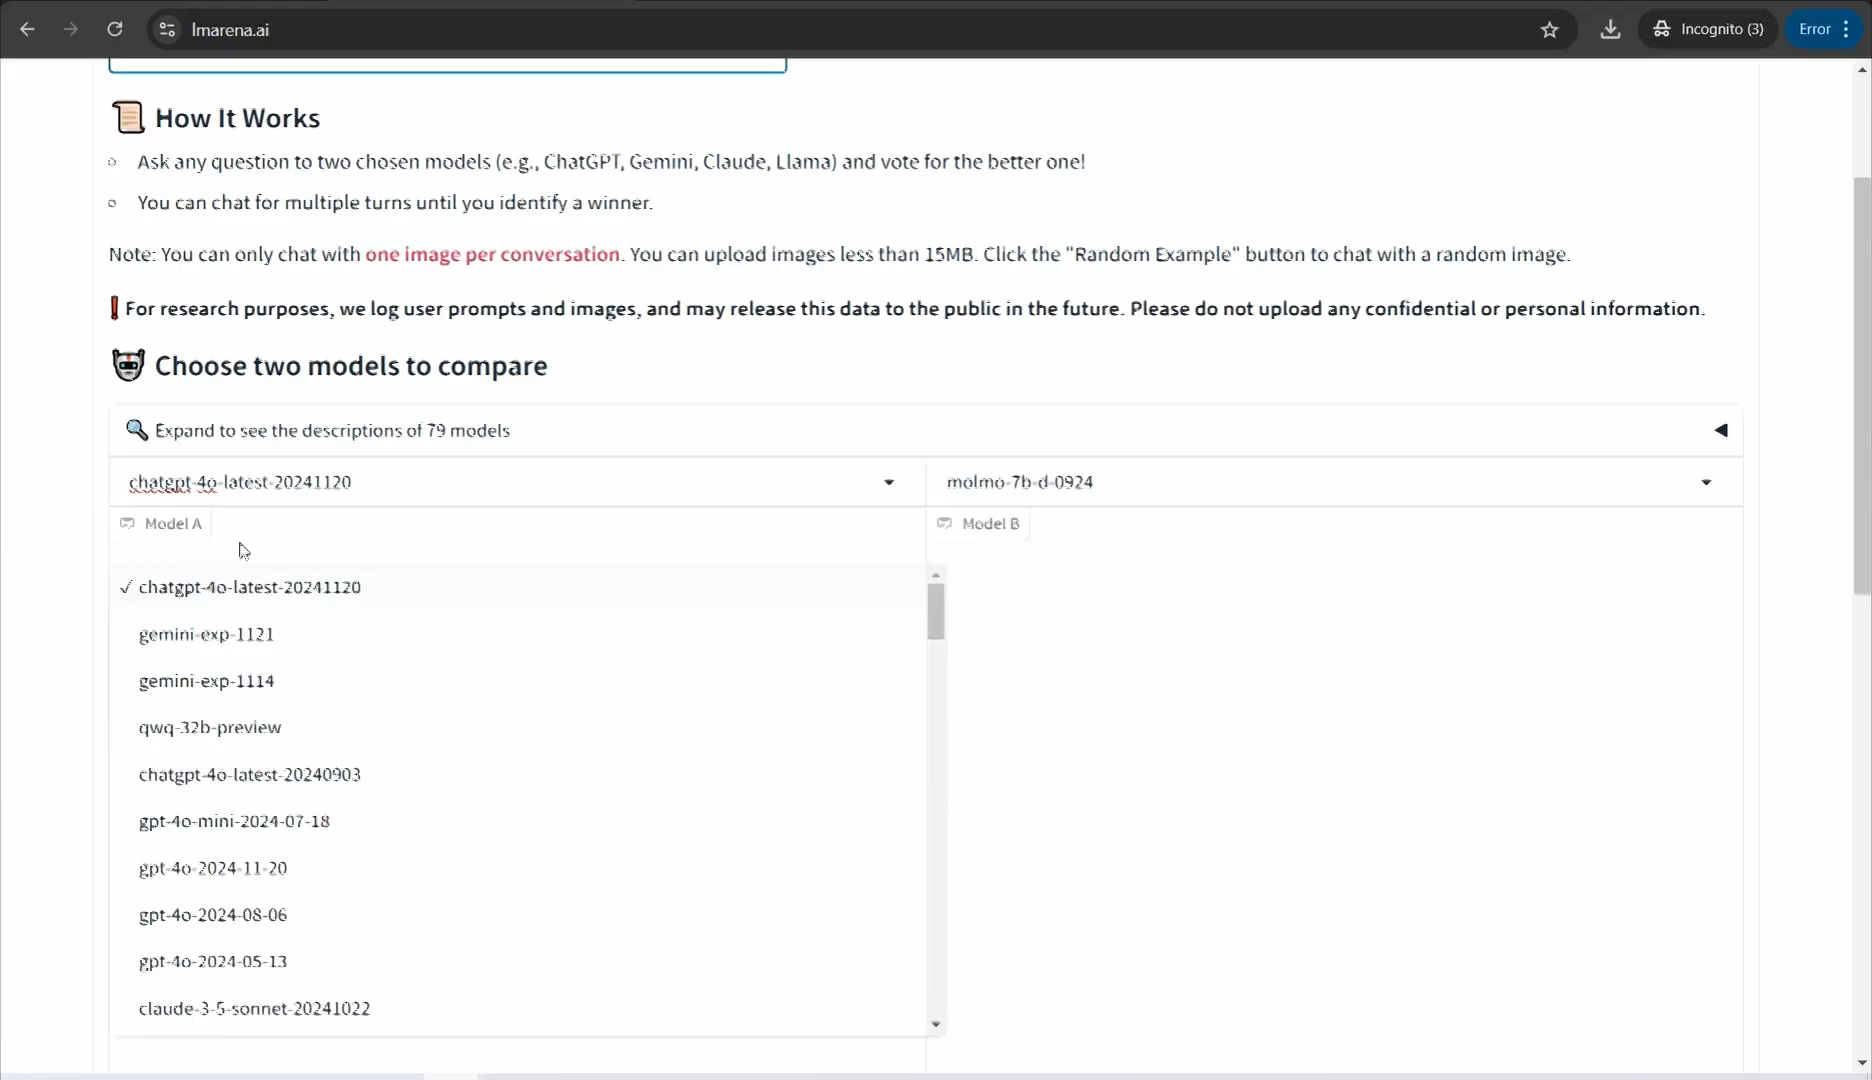 lmarena.ai
Incognito (3)
Error
How It Works
Ask any question to two chosen models (e.g., ChatGPT, Gemini, Claude, Llama) and vote for the better one!
You can chat for multiple turns until you identify a winner.
Note: You can only chat with one image per conversation. You can upload images less than 15MB. Click the "Random Example" button to chat with a random image.
For research purposes, we log user prompts and images, and may release this data to the public in the future. Please do not upload any confidential or personal information.
Choose two models to compare
Expand to see the descriptions of 79 models
chatgpt-4o-latest-20241120
molmo-7b-d-0924
Model A
Model B
chatgpt-4o-latest-20241120
gemini-exp-1121
gemini-exp-1114
qwq-32b-preview
chatgpt-4o-latest-20240903
gpt-4o-mini-2024-07-18
gpt-4o-2024-11-20
gpt-4o-2024-08-06
gpt-4o-2024-05-13
claude-3-5-sonnet-20241022